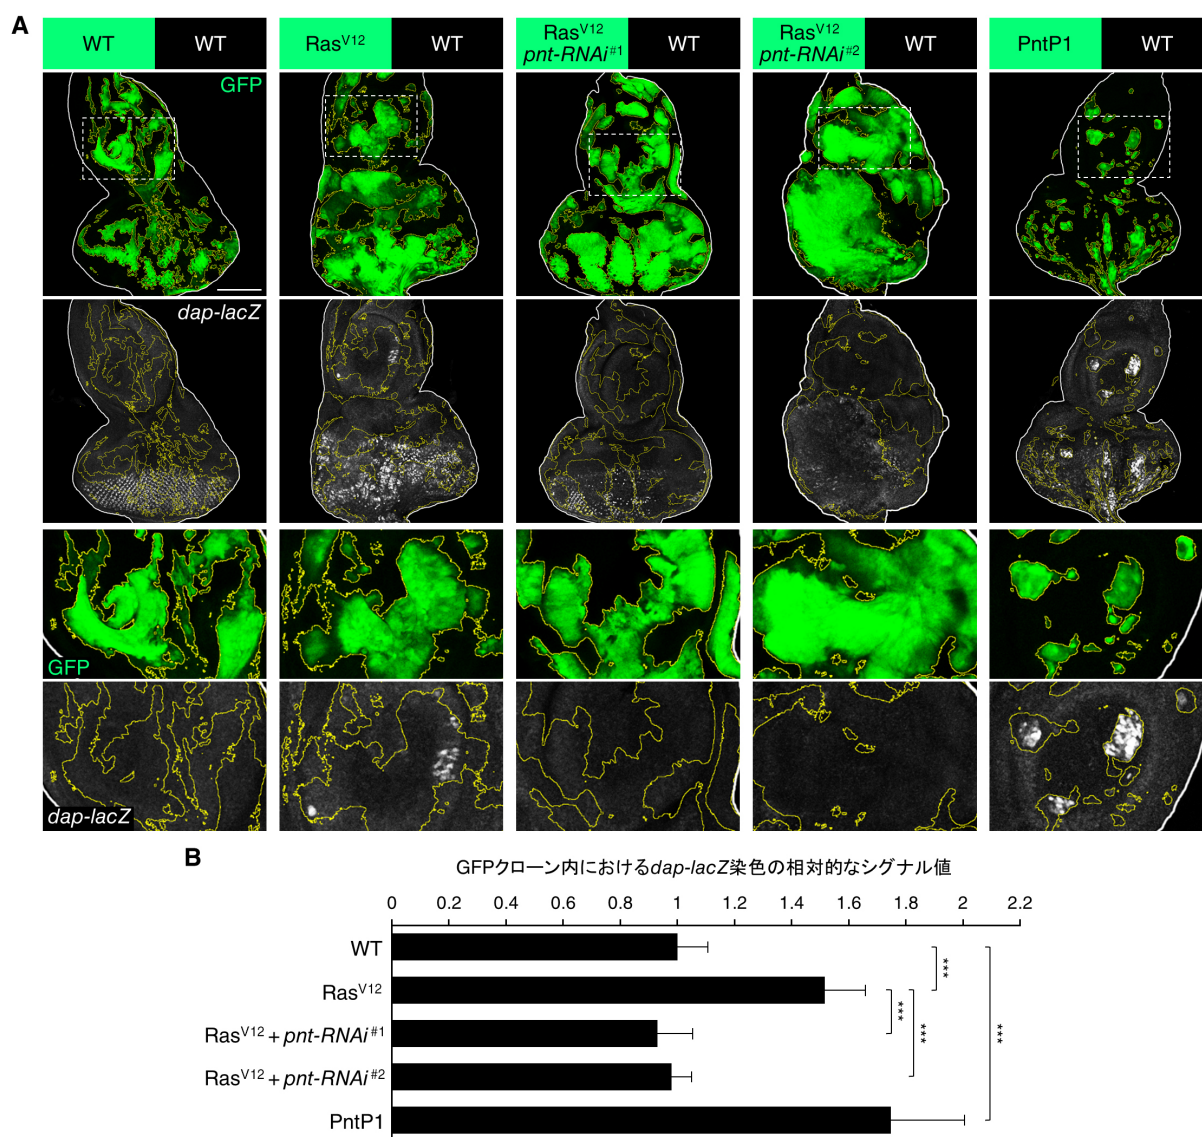 A
WT WT
Ras^V12 WT
Ras^V12
pnt-RNAi^#1 WT
Ras^V12
pnt-RNAi^#2 WT
PntP1 WT
GFP
dap-lacZ
GFP
dap-lacZ
B
GFPクローン内におけるdap-lacZ染色の相対的なシグナル値
0 0.2 0.4 0.6 0.8 1 1.2 1.4 1.6 1.8 2 2.2
WT
Ras^V12
Ras^V12 + pnt-RNAi^#1
Ras^V12 + pnt-RNAi^#2
PntP1
***
***
***
***